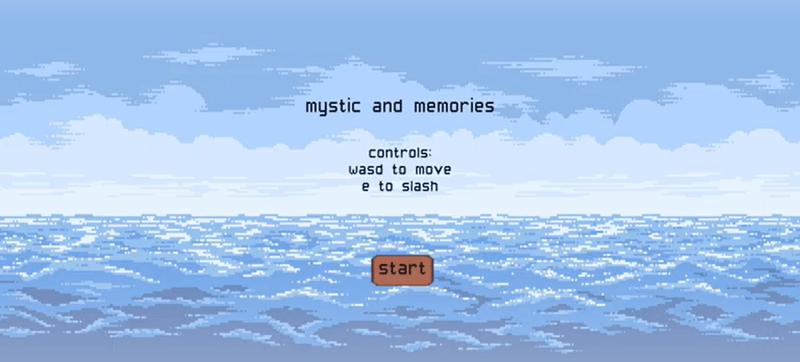 mystic and memories
controls:
wasd to move
e to slash
start